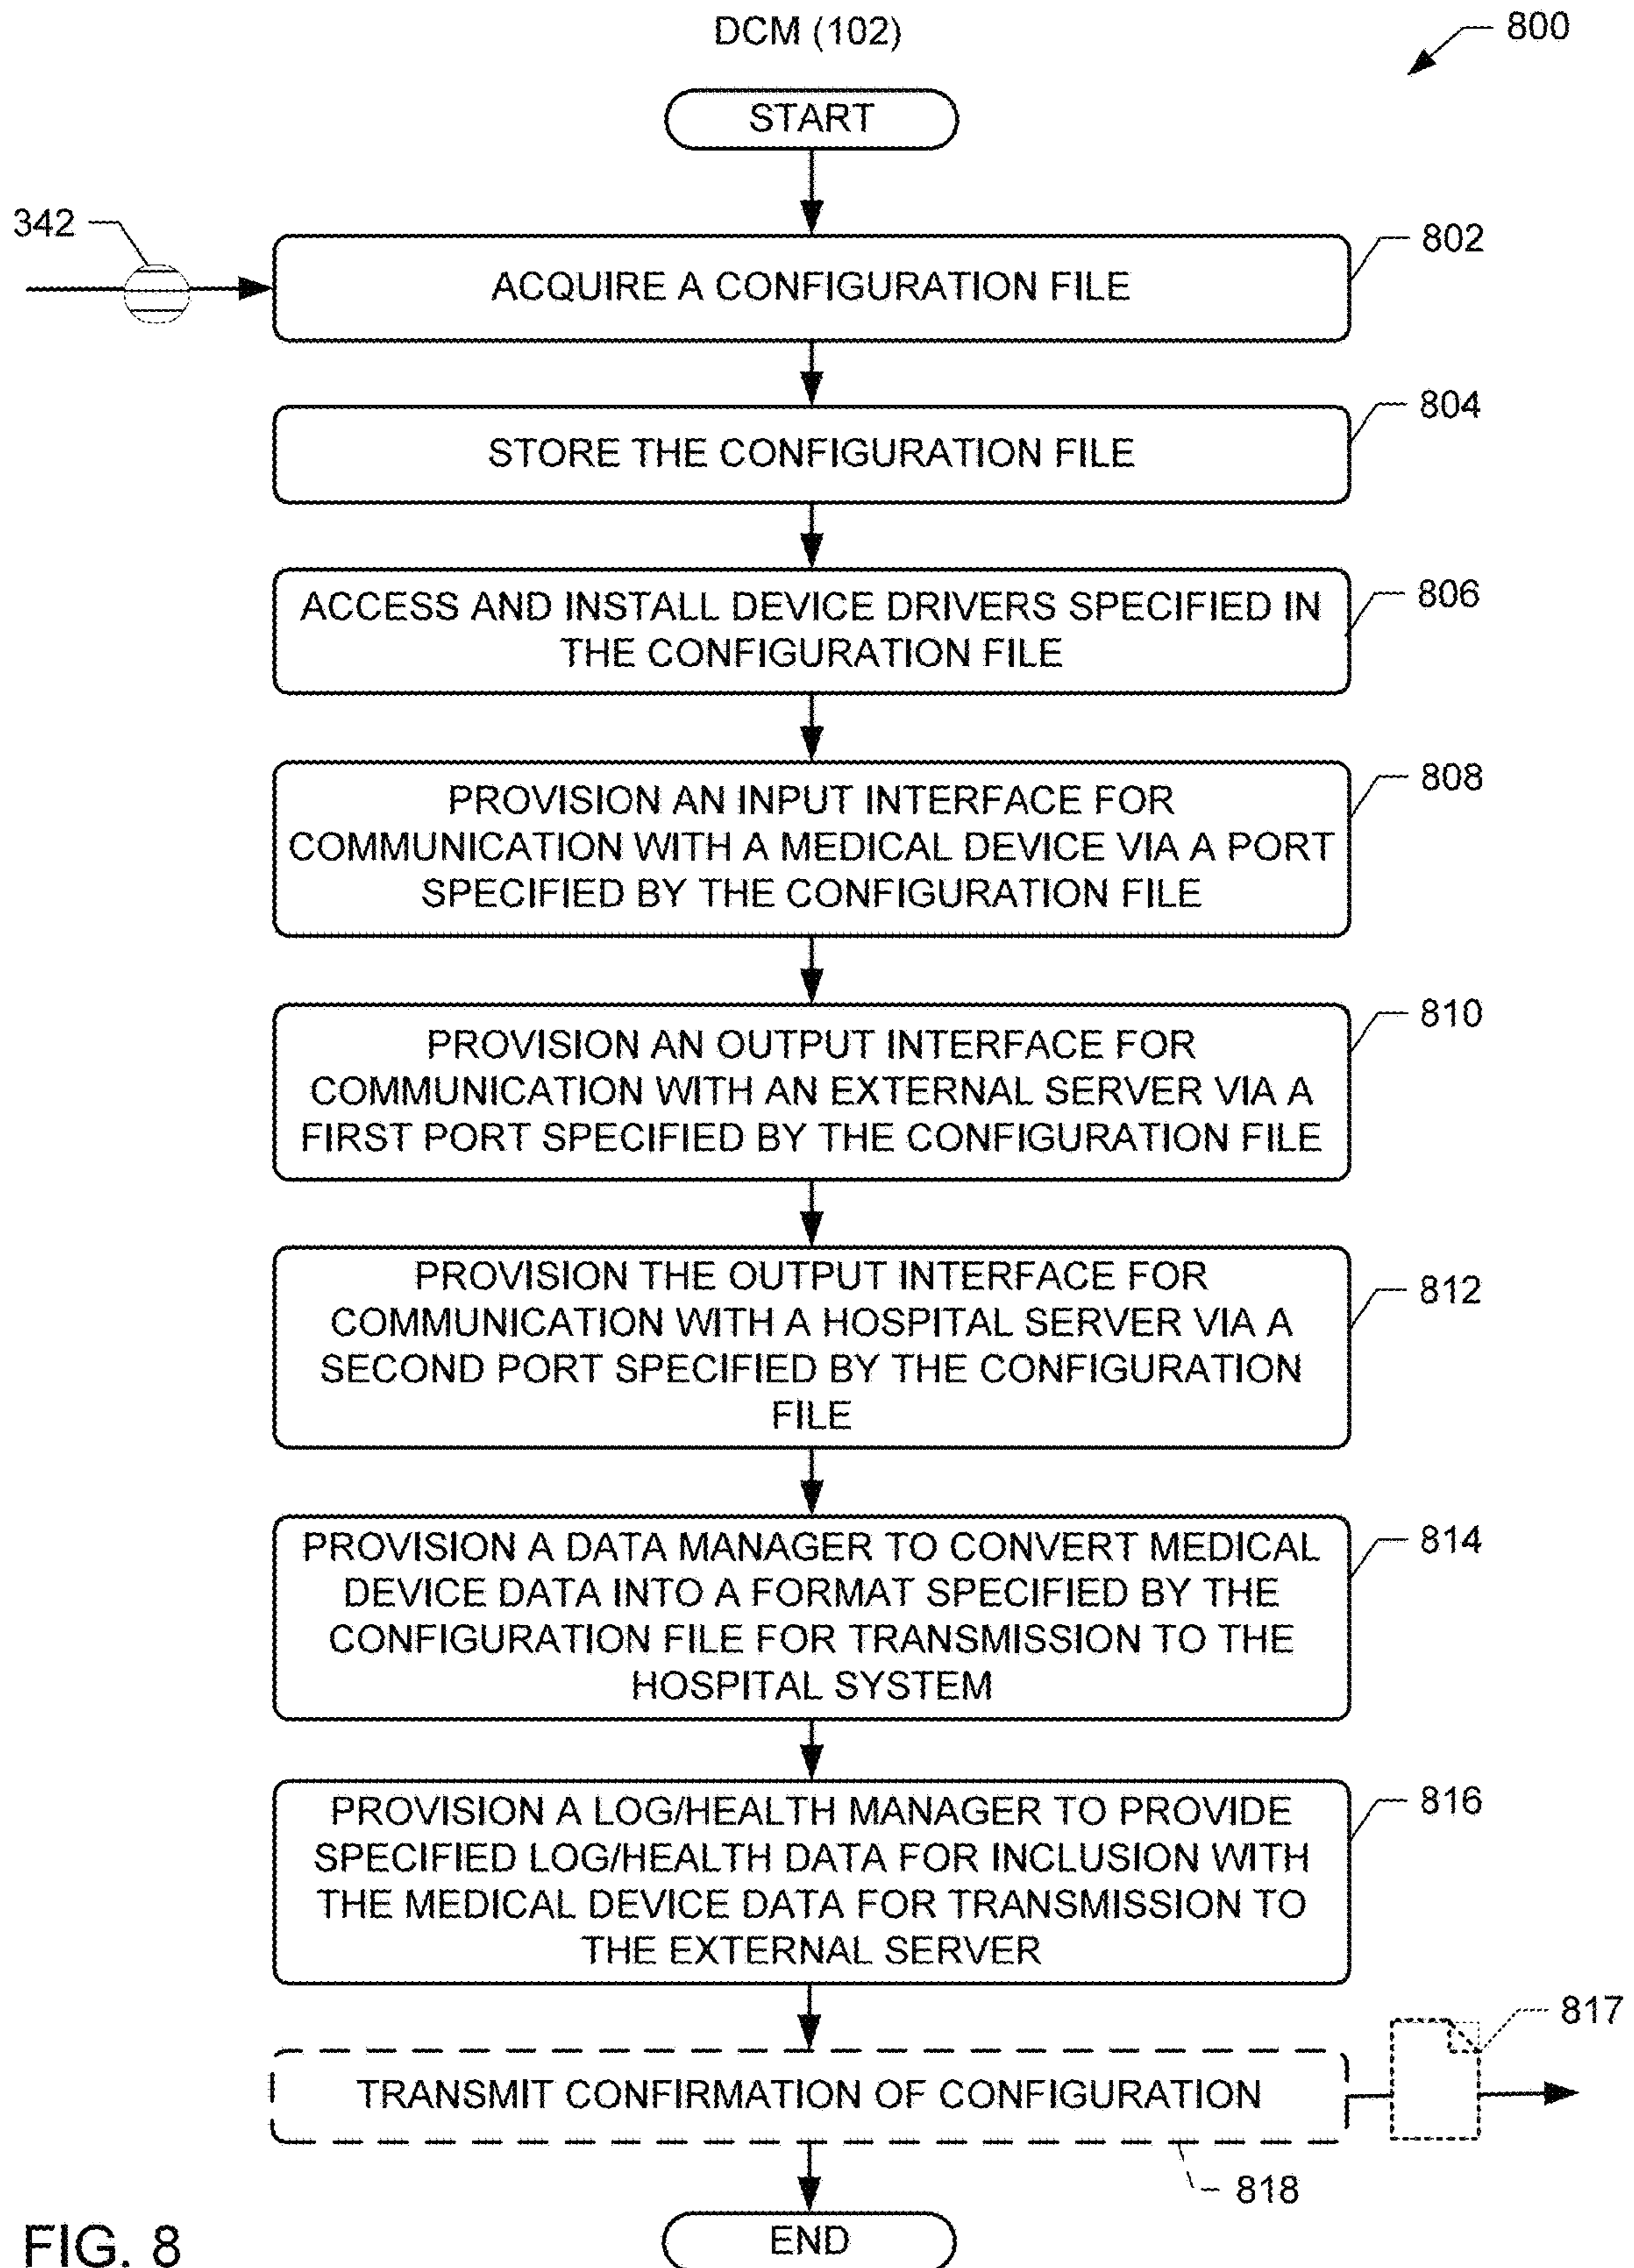 DCM (102)
800
START
342
802
ACQUIRE A CONFIGURATION FILE
804
STORE THE CONFIGURATION FILE
806
ACCESS AND INSTALL DEVICE DRIVERS SPECIFIED IN
THE CONFIGURATION FILE
808
PROVISION AN INPUT INTERFACE FOR
COMMUNICATION WITH A MEDICAL DEVICE VIA A PORT
SPECIFIED BY THE CONFIGURATION FILE
810
PROVISION AN OUTPUT INTERFACE FOR
COMMUNICATION WITH AN EXTERNAL SERVER VIA A
FIRST PORT SPECIFIED BY THE CONFIGURATION FILE
812
PROVISION THE OUTPUT INTERFACE FOR
COMMUNICATION WITH A HOSPITAL SERVER VIA A
SECOND PORT SPECIFIED BY THE CONFIGURATION
FILE
814
PROVISION A DATA MANAGER TO CONVERT MEDICAL
DEVICE DATA INTO A FORMAT SPECIFIED BY THE
CONFIGURATION FILE FOR TRANSMISSION TO THE
HOSPITAL SYSTEM
816
PROVISION A LOG/HEALTH MANAGER TO PROVIDE
SPECIFIED LOG/HEALTH DATA FOR INCLUSION WITH
THE MEDICAL DEVICE DATA FOR TRANSMISSION TO
THE EXTERNAL SERVER
817
TRANSMIT CONFIRMATION OF CONFIGURATION
818
END
FIG. 8